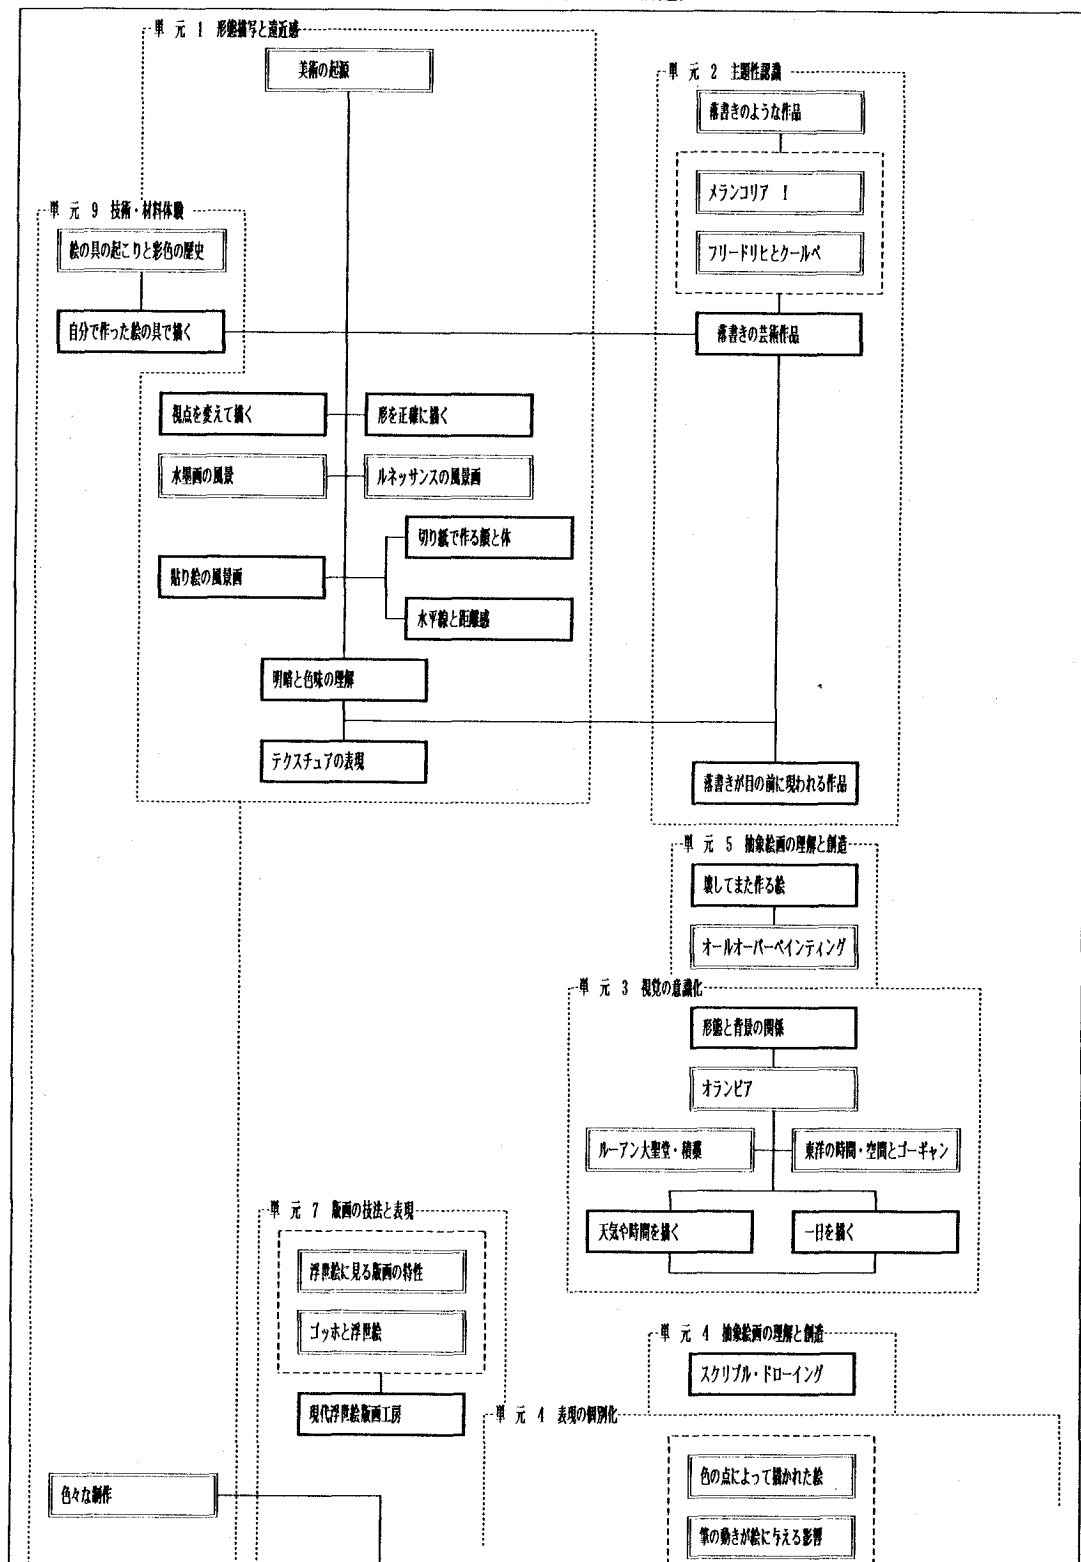 単 元 1 形態描写と遠近感
美術の起源
単 元 2 主題性認識
落書きのような作品
メランコリア I
フリードリヒとクールベ
落書きの芸術作品
単 元 9 技術・材料体験
絵の具の起こりと彩色の歴史
自分で作った絵の具で描く
視点を変えて描く
形を正確に描く
水墨画の風景
ルネッサンスの風景画
切り紙で作る顔と体
貼り絵の風景画
水平線と距離感
明暗と色味の理解
テクスチュアの表現
落書きが目の前に現われる作品
単 元 5 抽象絵画の理解と創造
壊してまた作る絵
オールオーバーペインティング
単 元 3 視覚の意識化
形態と背景の関係
オランピア
ルーアン大聖堂・積藁
東洋の時間・空間とゴーギャン
天気や時間を描く
一日を描く
単 元 7 版画の技法と表現
浮世絵に見る版画の特性
ゴッホと浮世絵
現代浮世絵版画工房
単 元 4 抽象絵画の理解と創造
スクリブル・ドローイング
単 元 4 表現の個別化
色の点によって描かれた絵
筆の動きが絵に与える影響
色々な制作